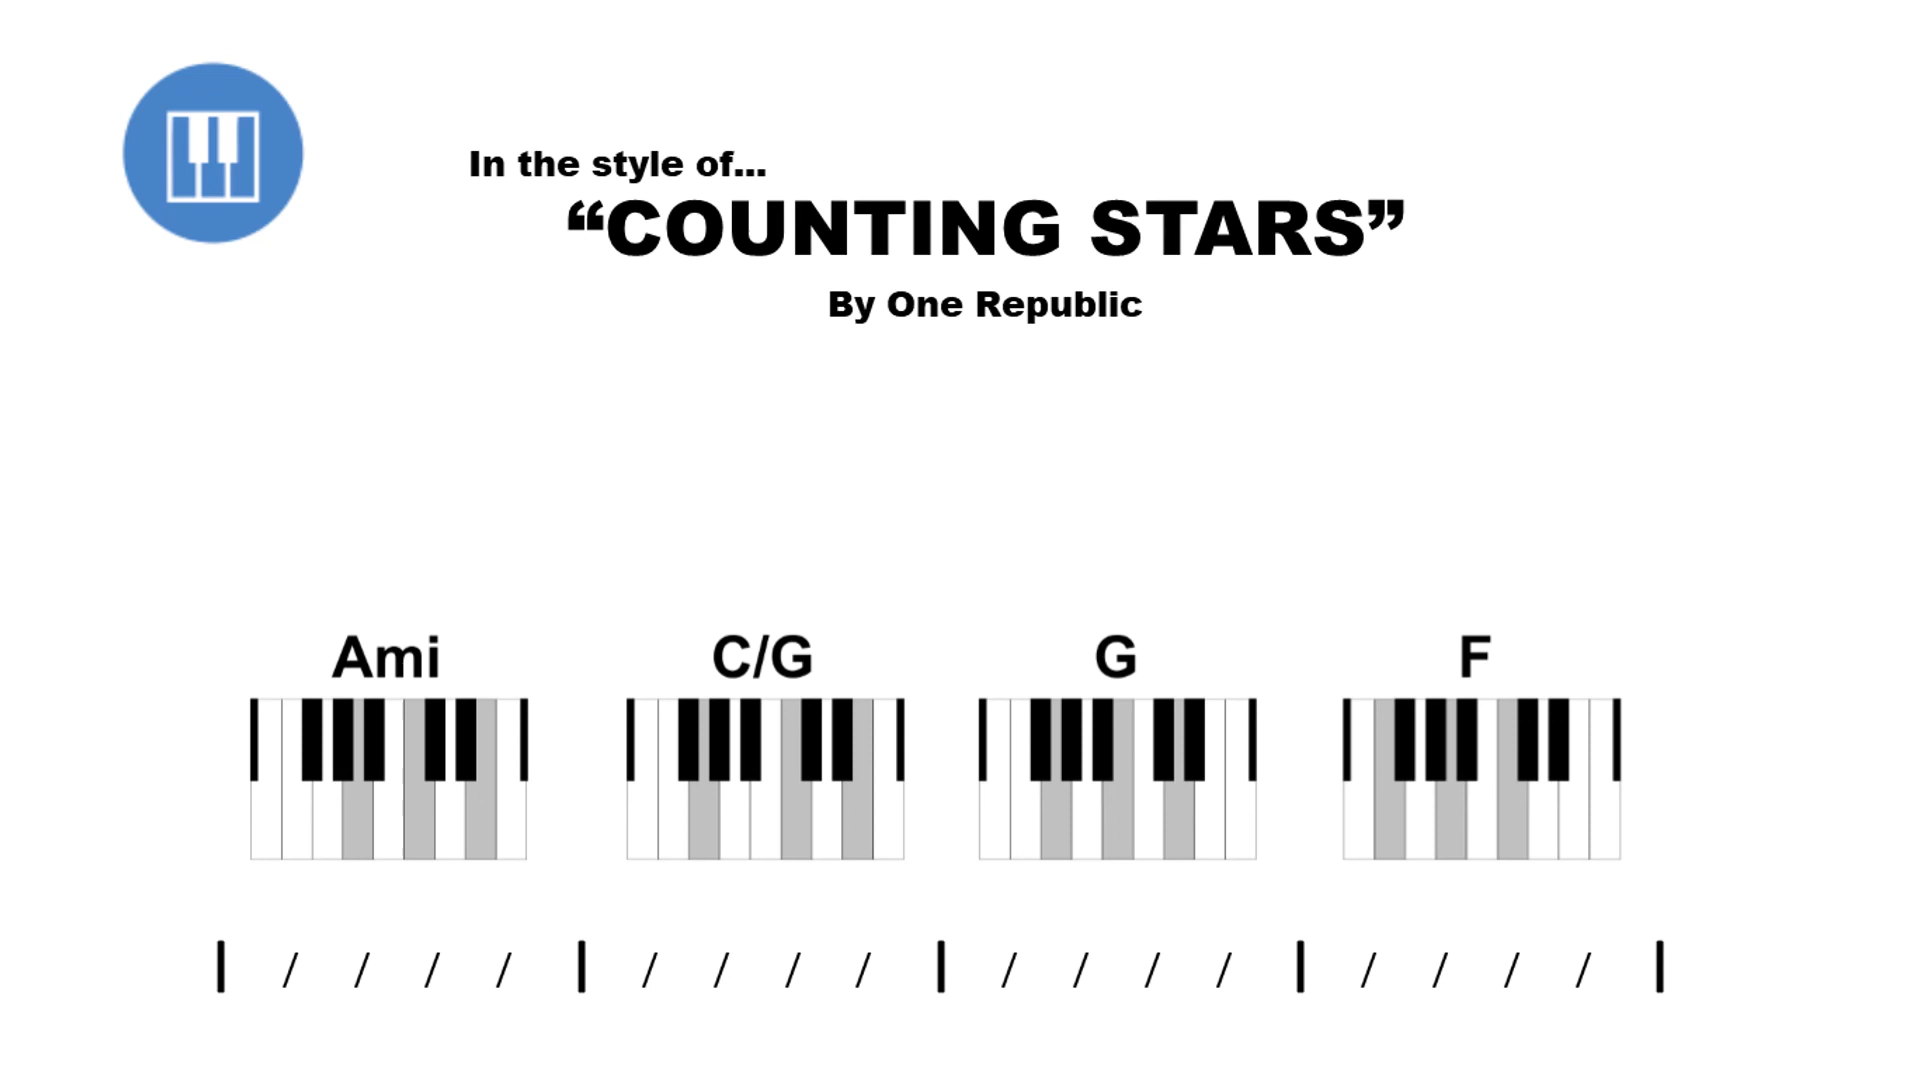 In the style of...
“COUNTING STARS”
By One Republic
Ami C/G G F
| / / / / | / / / / | / / / / | / / / / |